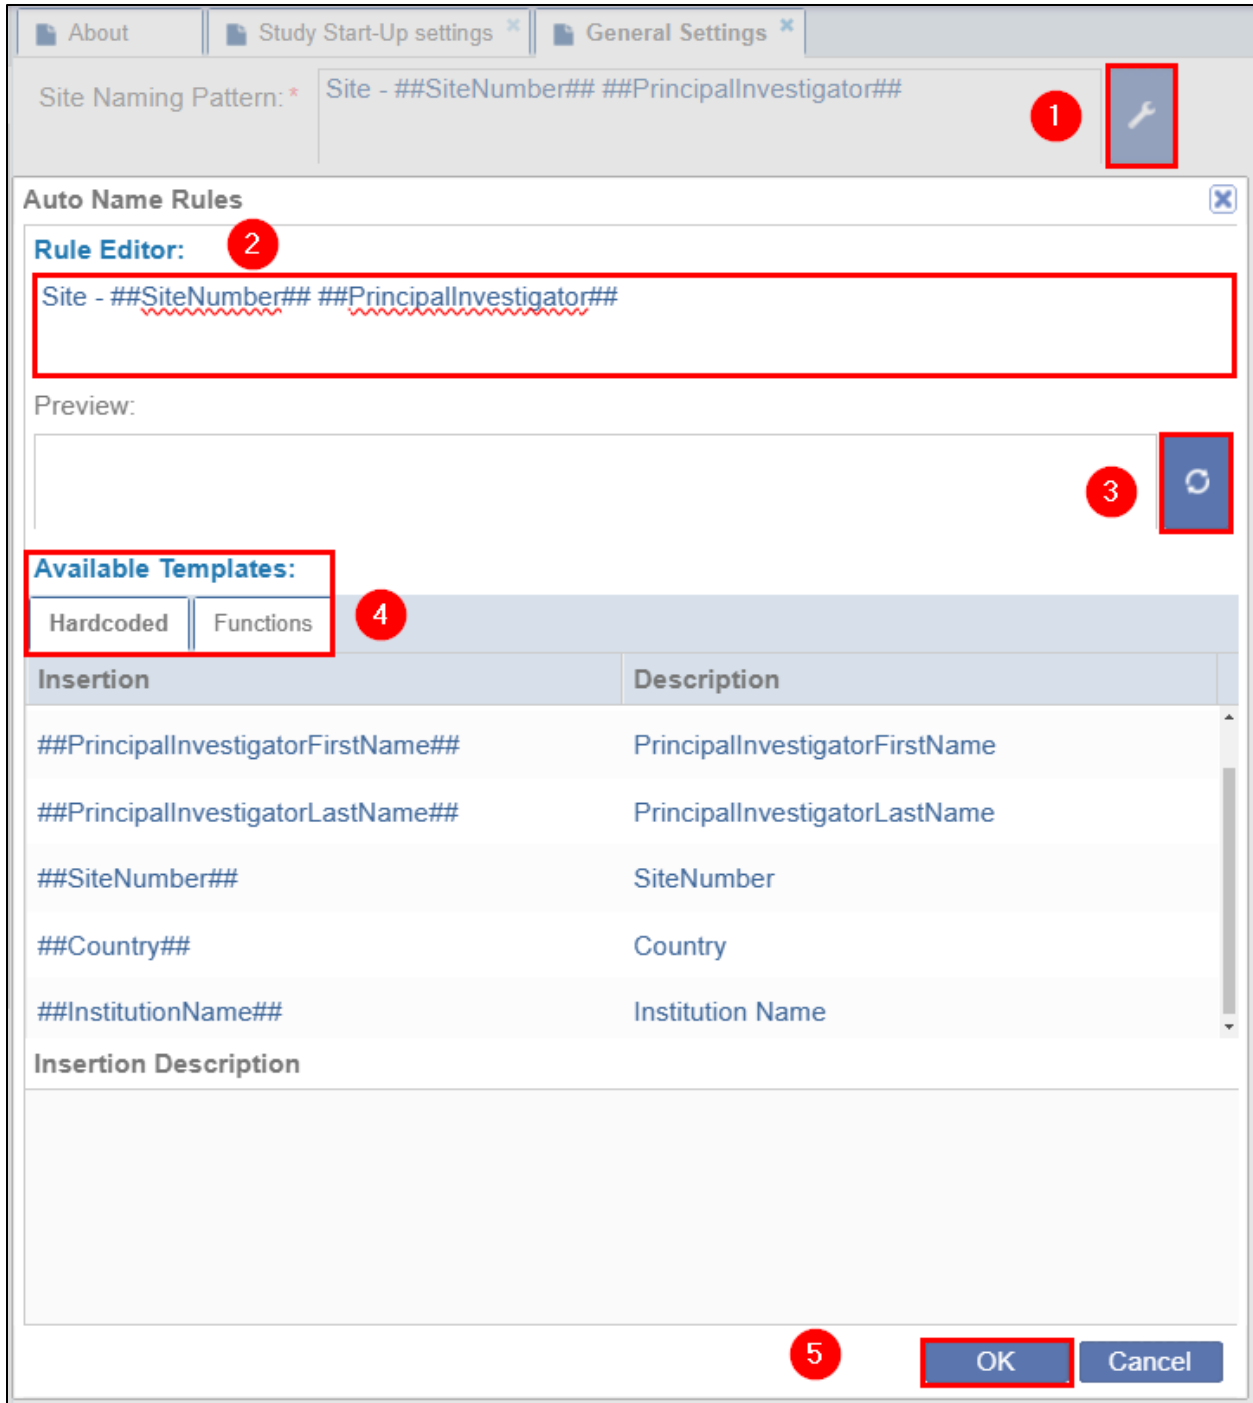 About Study Start-Up settings General Settings
Site Naming Pattern:* Site - ##SiteNumber## ##PrincipalInvestigator##
1
Auto Name Rules
Rule Editor: 2
Site - ##SiteNumber## ##PrincipalInvestigator##
Preview:
3
Available Templates:
Hardcoded Functions 4
Insertion Description
##PrincipalInvestigatorFirstName## PrincipalInvestigatorFirstName
##PrincipalInvestigatorLastName## PrincipalInvestigatorLastName
##SiteNumber## SiteNumber
##Country## Country
##InstitutionName## Institution Name
Insertion Description
5 OK Cancel